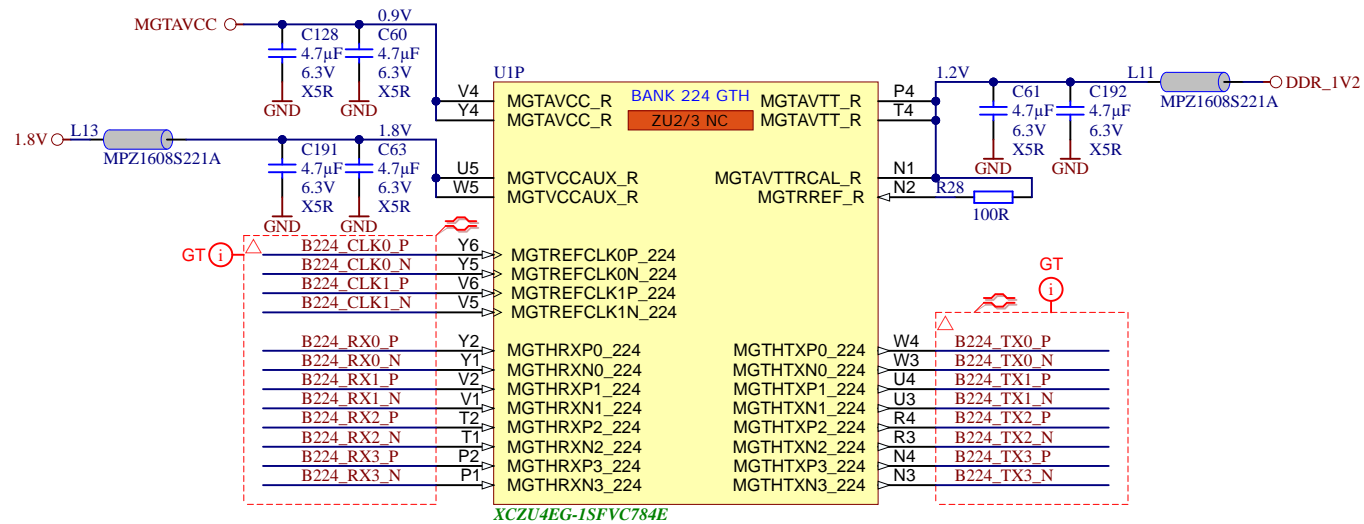 MGTAVCC
0.9V
C128
4.7µF
6.3V
X5R
GND
C60
4.7µF
6.3V
X5R
GND
1.8V
L13
MPZ1608S221A
1.8V
C191
4.7µF
6.3V
X5R
GND
C63
4.7µF
6.3V
X5R
GND
U1P
BANK 224 GTH
ZU2/3 NC
V4 MGTAVCC_R
Y4 MGTAVCC_R
U5 MGTVCCAUX_R
W5 MGTVCCAUX_R
MGTAVTT_R P4
MGTAVTT_R T4
MGTAVTTRCAL_R N1
MGTRREF_R N2
1.2V
C61
4.7µF
6.3V
X5R
GND
C192
4.7µF
6.3V
X5R
GND
L11
MPZ1608S221A
DDR_1V2
R28
100R
GT
i
B224_CLK0_P Y6 MGTREFCLK0P_224
B224_CLK0_N Y5 MGTREFCLK0N_224
B224_CLK1_P V6 MGTREFCLK1P_224
B224_CLK1_N V5 MGTREFCLK1N_224
B224_RX0_P Y2 MGTHRXP0_224
B224_RX0_N Y1 MGTHRXN0_224
B224_RX1_P V2 MGTHRXP1_224
B224_RX1_N V1 MGTHRXN1_224
B224_RX2_P T2 MGTHRXP2_224
B224_RX2_N T1 MGTHRXN2_224
B224_RX3_P P2 MGTHRXP3_224
B224_RX3_N P1 MGTHRXN3_224
GT
i
MGTHTXP0_224 W4 B224_TX0_P
MGTHTXN0_224 W3 B224_TX0_N
MGTHTXP1_224 U4 B224_TX1_P
MGTHTXN1_224 U3 B224_TX1_N
MGTHTXP2_224 R4 B224_TX2_P
MGTHTXN2_224 R3 B224_TX2_N
MGTHTXP3_224 N4 B224_TX3_P
MGTHTXN3_224 N3 B224_TX3_N
XCZU4EG-1SFVC784E